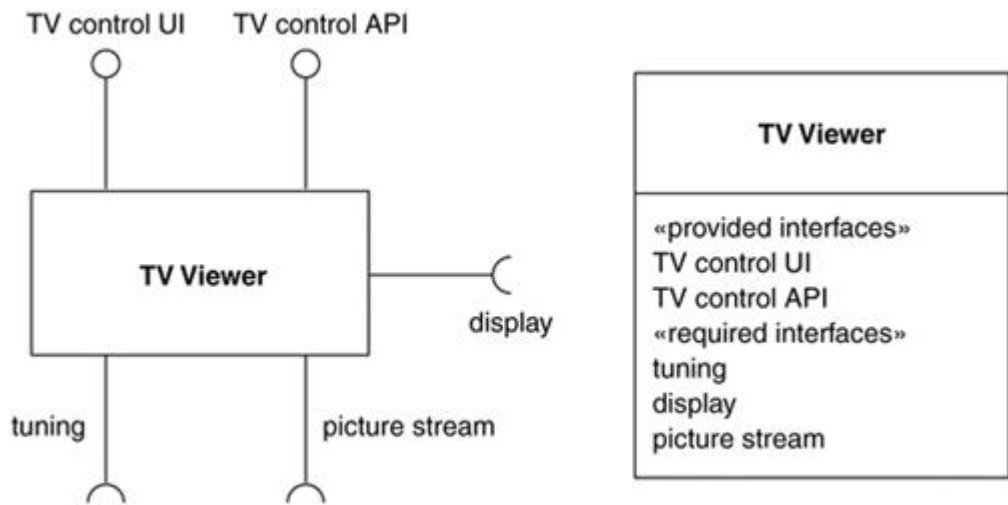 TV control UI
TV control API
TV Viewer
display
tuning
picture stream
TV Viewer
«provided interfaces»
TV control UI
TV control API
«required interfaces»
tuning
display
picture stream